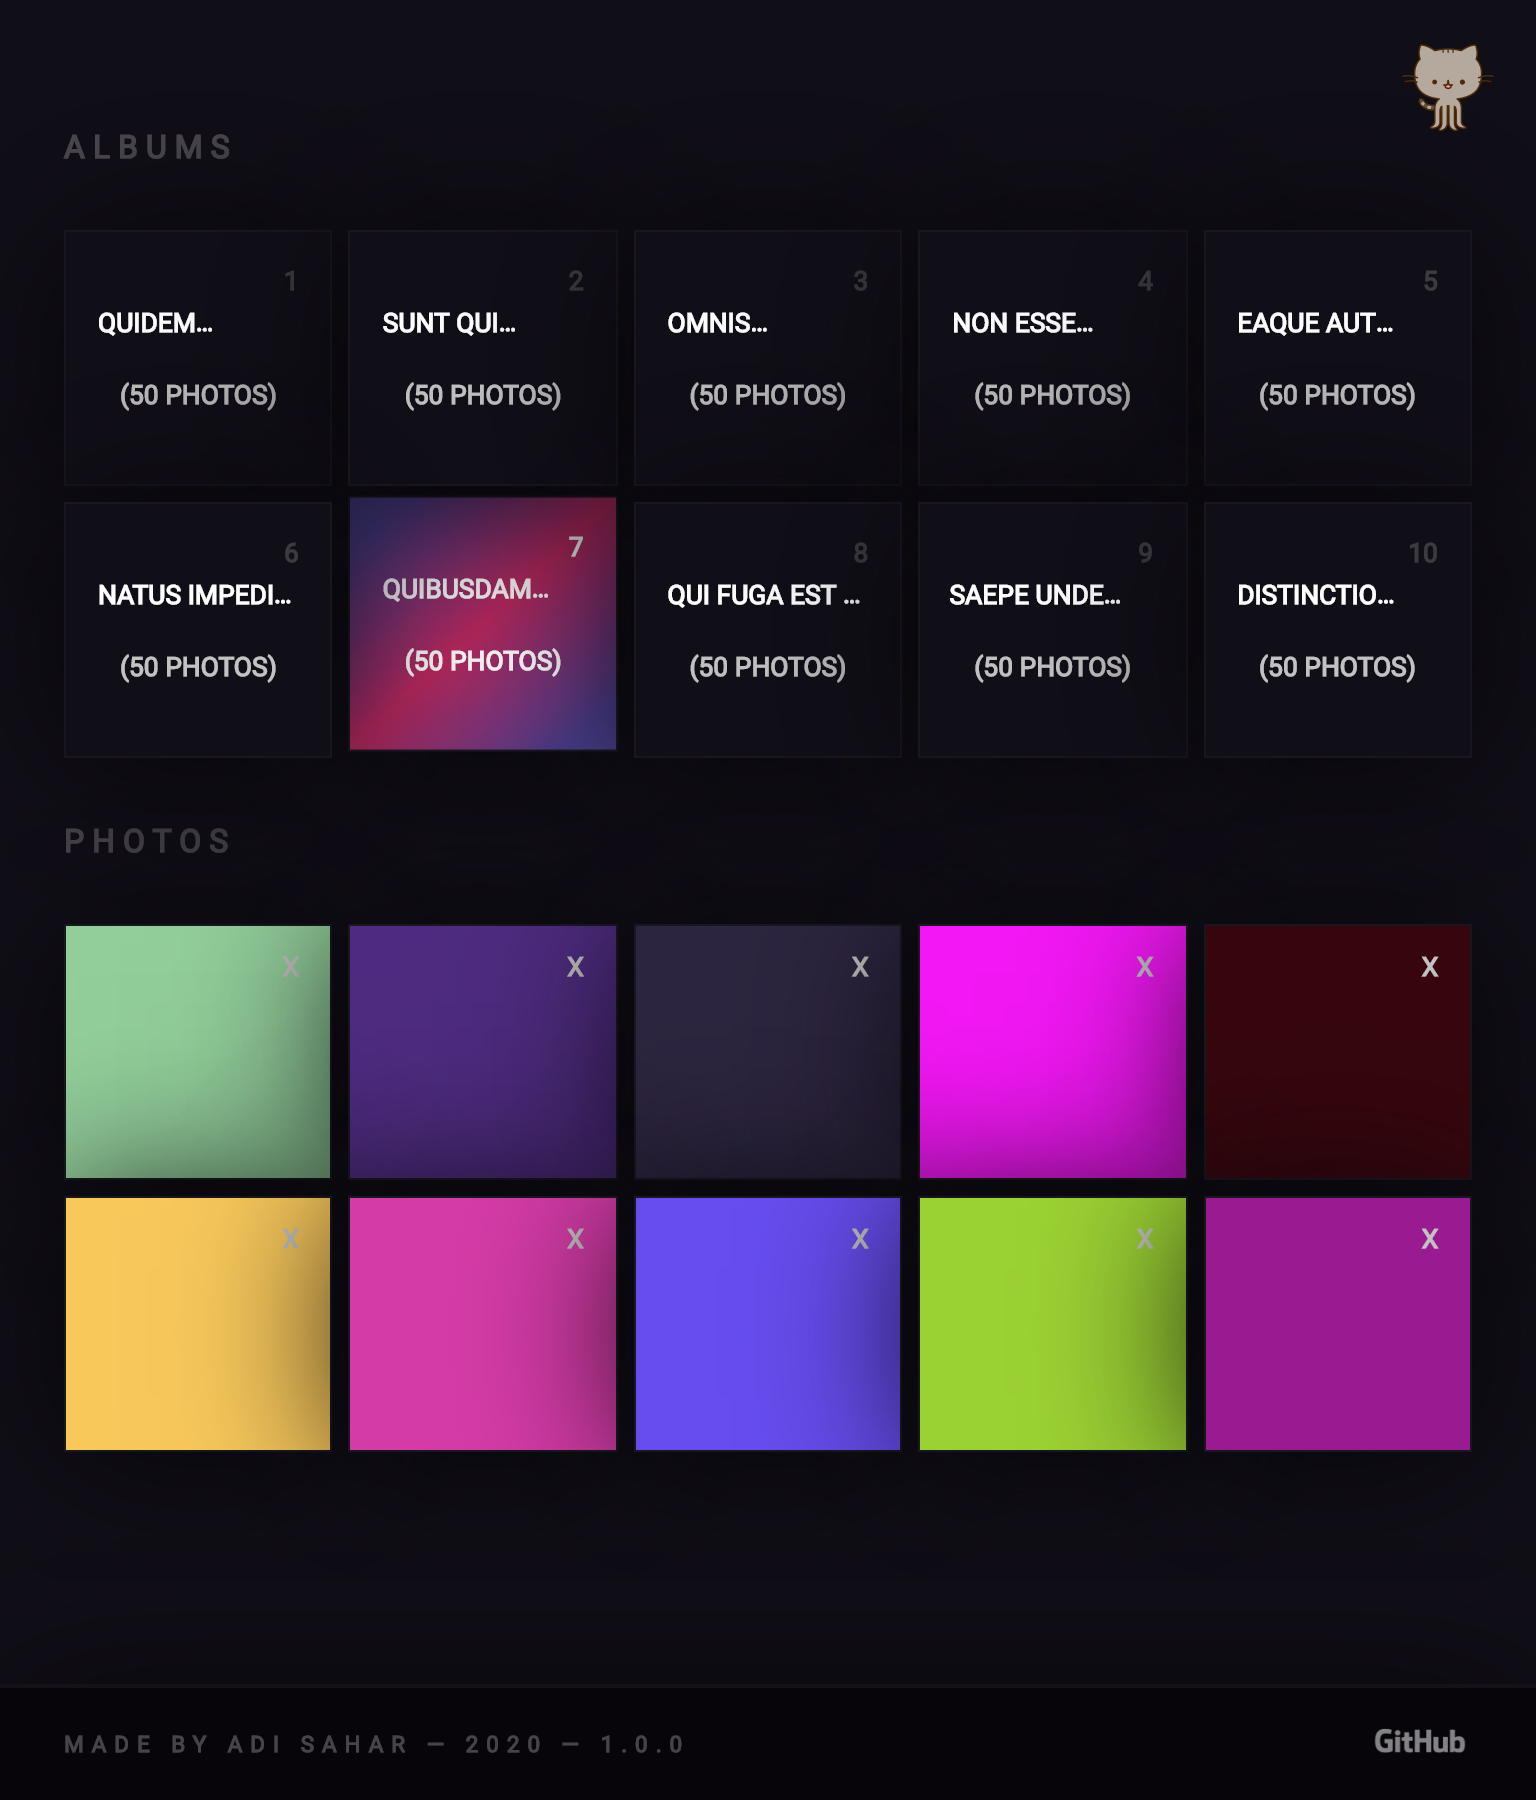 ALBUMS
1
QUIDEM...
(50 PHOTOS)
2
SUNT QUI...
(50 PHOTOS)
3
OMNIS...
(50 PHOTOS)
4
NON ESSE...
(50 PHOTOS)
5
EAQUE AUT...
(50 PHOTOS)
6
NATUS IMPEDI...
(50 PHOTOS)
7
QUIBUSDAM...
(50 PHOTOS)
8
QUI FUGA EST ...
(50 PHOTOS)
9
SAEPE UNDE...
(50 PHOTOS)
10
DISTINCTIO...
(50 PHOTOS)
PHOTOS
X
X
X
X
X
X
X
X
X
X
MADE BY ADI SAHAR — 2020 — 1.0.0
GitHub